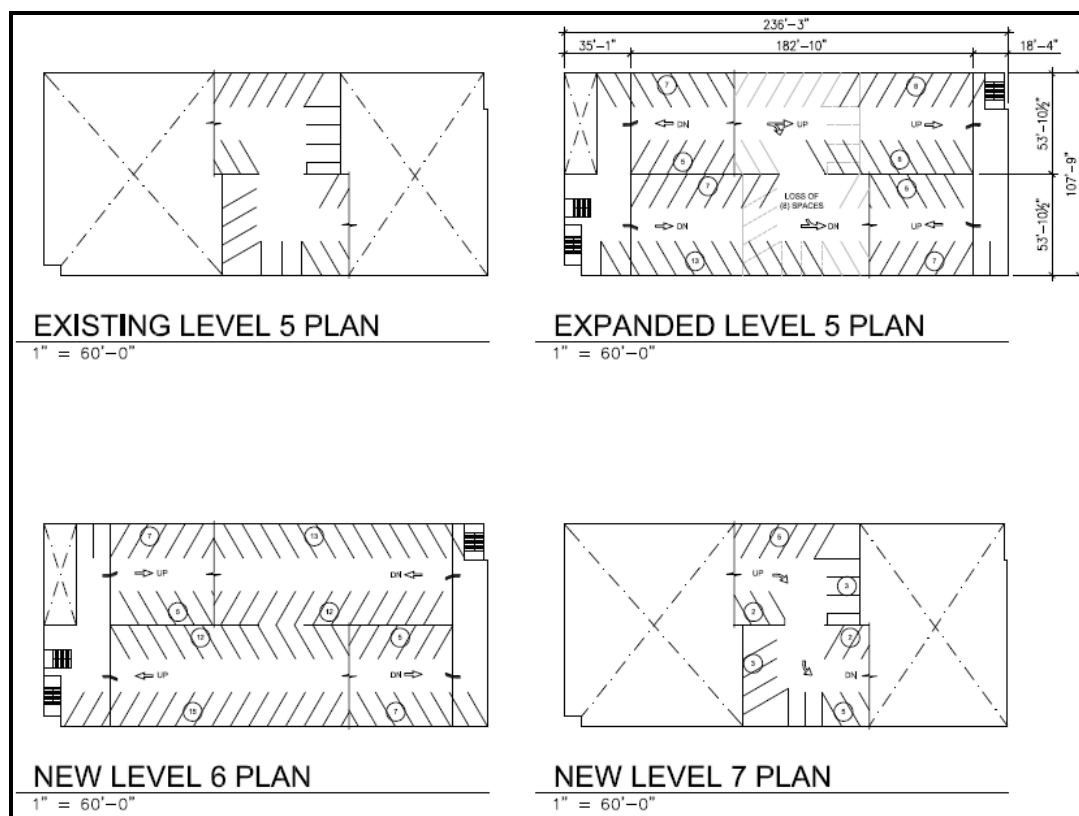 236'-3"
35'-1"
182'-10"
18'-4"
7
8
DN
UP
UP
53'-10½"
5
8
107'-9"
7
LOSS OF
(8) SPACES
6
DN
DN
UP
53'-10½"
13
7
EXISTING LEVEL 5 PLAN
1" = 60'-0"
EXPANDED LEVEL 5 PLAN
1" = 60'-0"
7
13
UP
DN
5
12
12
5
UP
DN
15
7
NEW LEVEL 6 PLAN
1" = 60'-0"
5
UP
3
2
2
3
DN
5
NEW LEVEL 7 PLAN
1" = 60'-0"